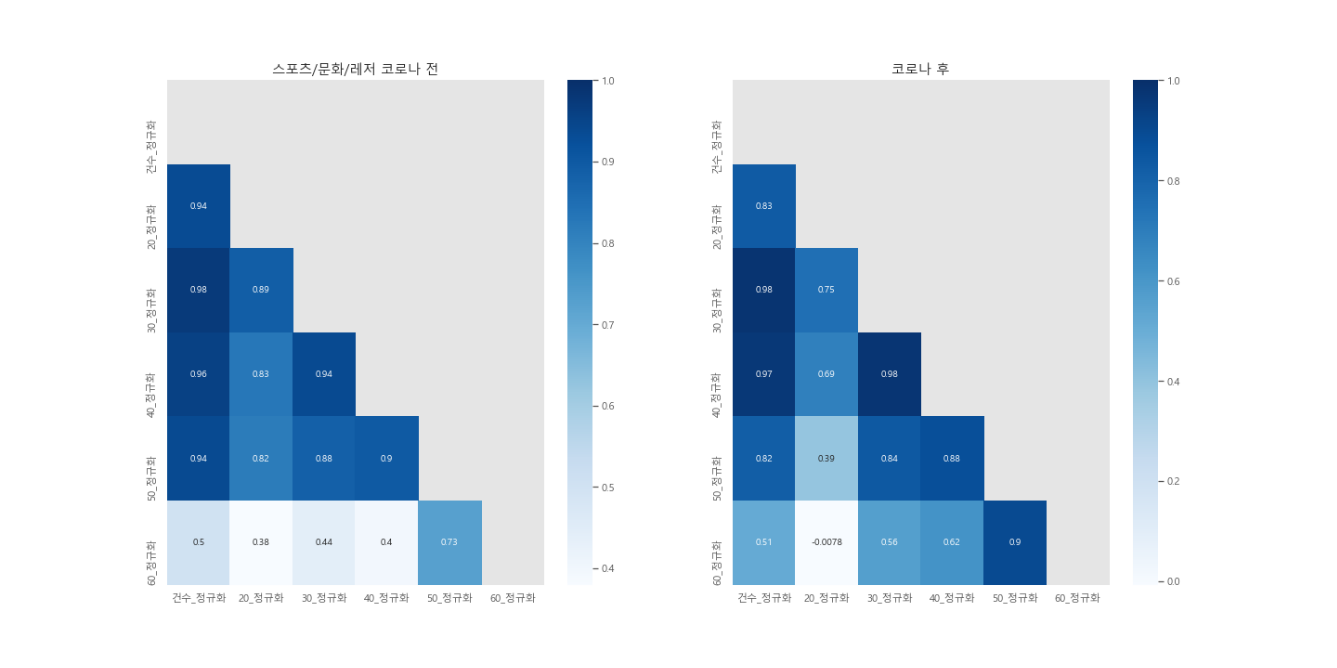 스포츠/문화/레저 코로나 전
건수_정규화
20_정규화
0.94
30_정규화
0.98 0.89
40_정규화
0.96 0.83 0.94
50_정규화
0.94 0.82 0.88 0.9
60_정규화
0.5 0.38 0.44 0.4 0.73
건수_정규화 20_정규화 30_정규화 40_정규화 50_정규화 60_정규화
1.0
0.9
0.8
0.7
0.6
0.5
0.4
코로나 후
건수_정규화
20_정규화
0.83
30_정규화
0.98 0.75
40_정규화
0.97 0.69 0.98
50_정규화
0.82 0.39 0.84 0.88
60_정규화
0.51 -0.0078 0.56 0.62 0.9
건수_정규화 20_정규화 30_정규화 40_정규화 50_정규화 60_정규화
1.0
0.8
0.6
0.4
0.2
0.0